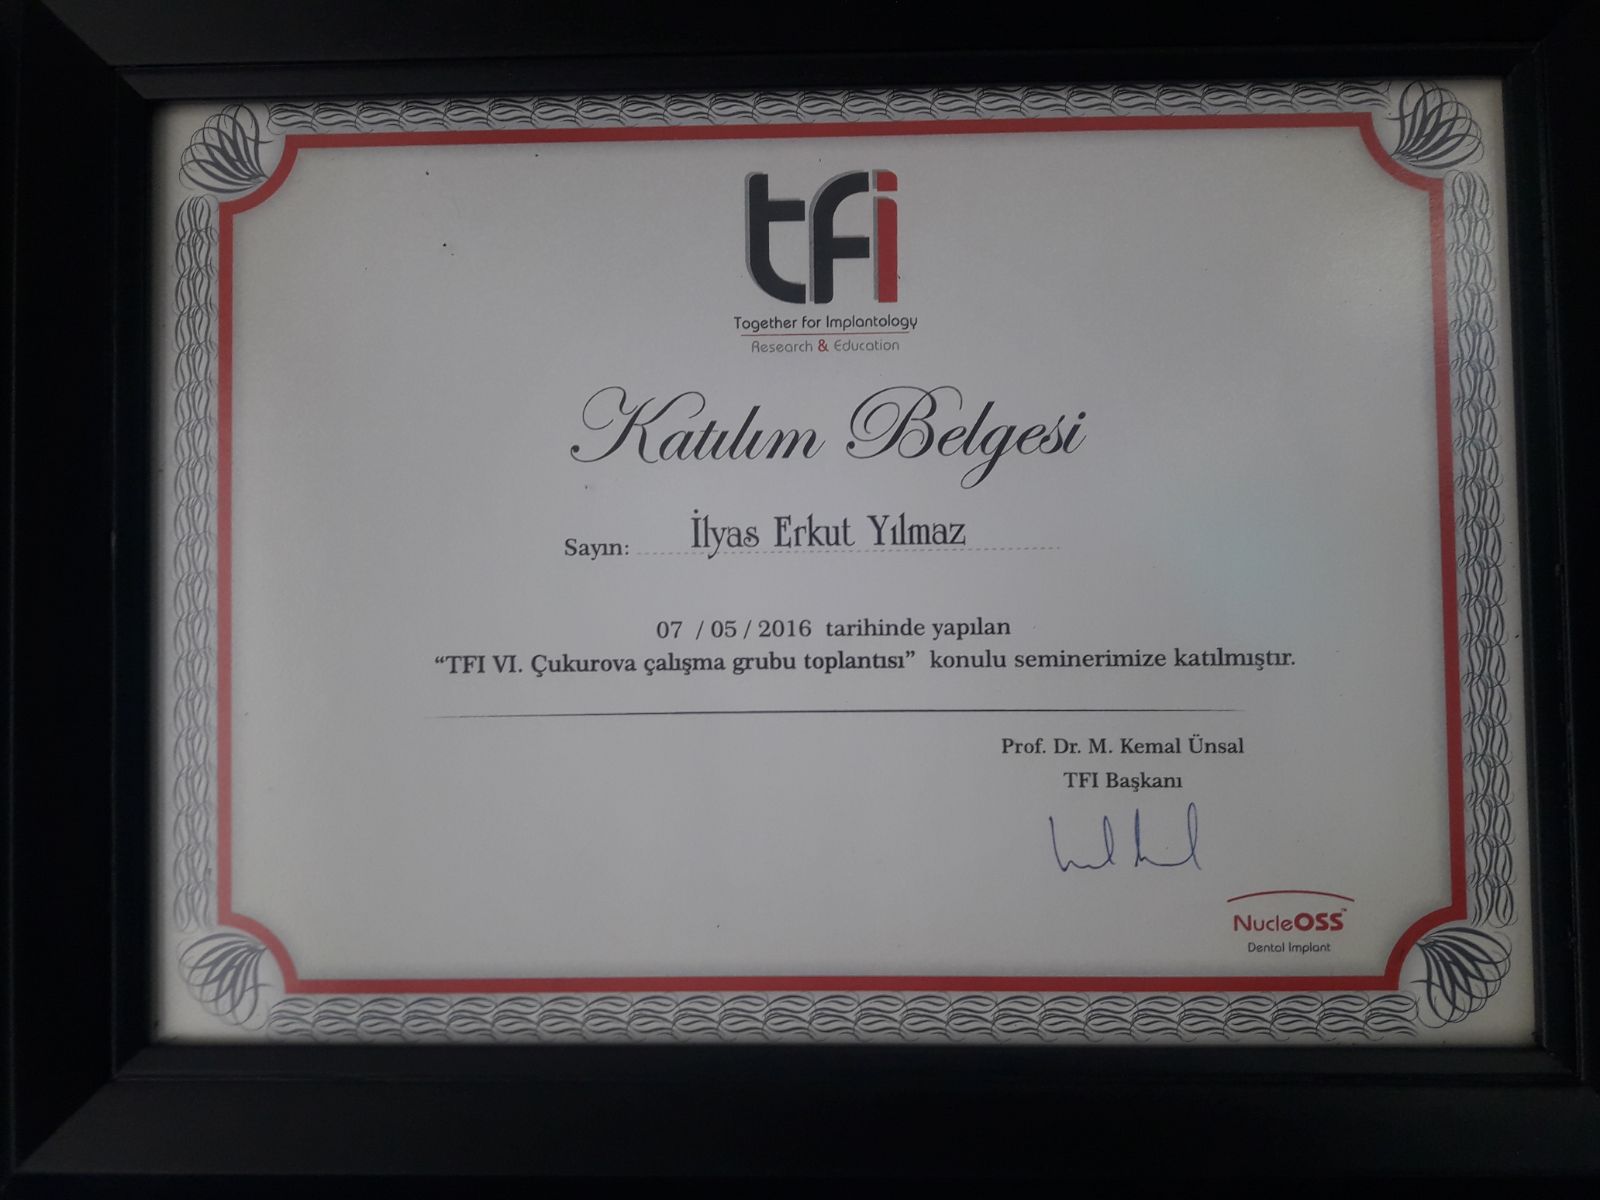 tfi
Together for Implantology
Research & Education
Katılım Belgesi
Sayın: İlyas Erkut Yılmaz
07 / 05 / 2016 tarihinde yapılan
“TFI VI. Çukurova çalışma grubu toplantısı” konulu seminerimize katılmıştır.
Prof. Dr. M. Kemal Ünsal
TFI Başkanı
NucleOSS™
Dental Implant